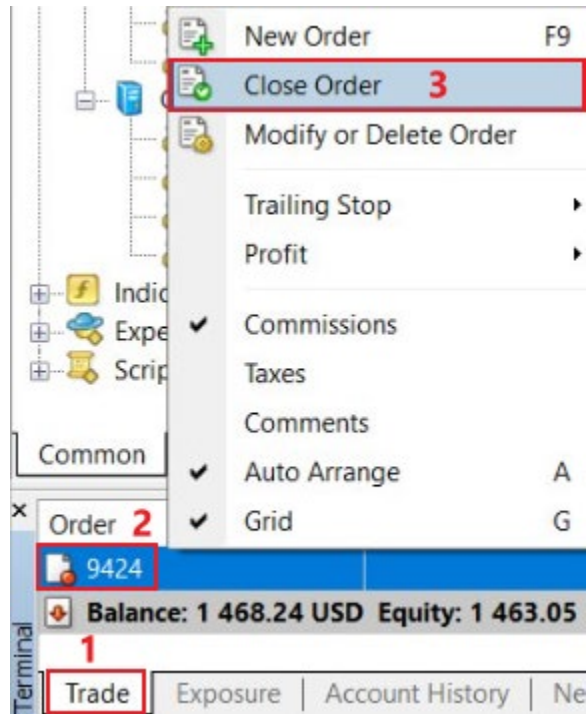 New Order F9
Close Order 3
Modify or Delete Order
Trailing Stop
Profit
Indic
Expe
Scrip
Commissions
Taxes
Comments
Auto Arrange A
Grid G
Common
Order 2
9424
Balance: 1 468.24 USD Equity: 1 463.05
1
Terminal
Trade Exposure Account History Ne